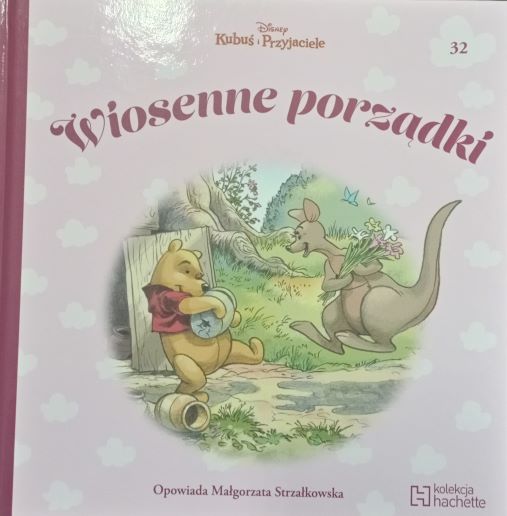 Disney
Kubuś i Przyjaciele
32
Wiosenne porządki
Opowiada Małgorzata Strzałkowska
kolekcja
hachette